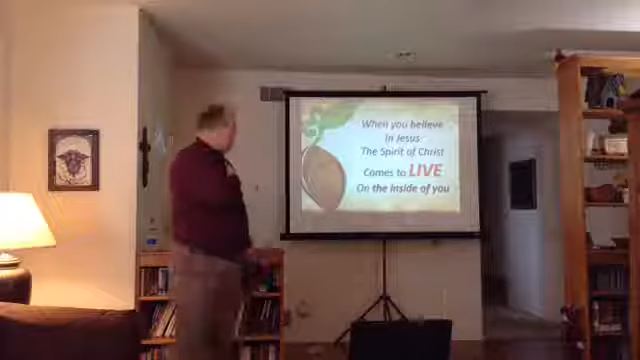 When you believe
In Jesus
The Spirit of Christ
Comes to LIVE
On the inside of you